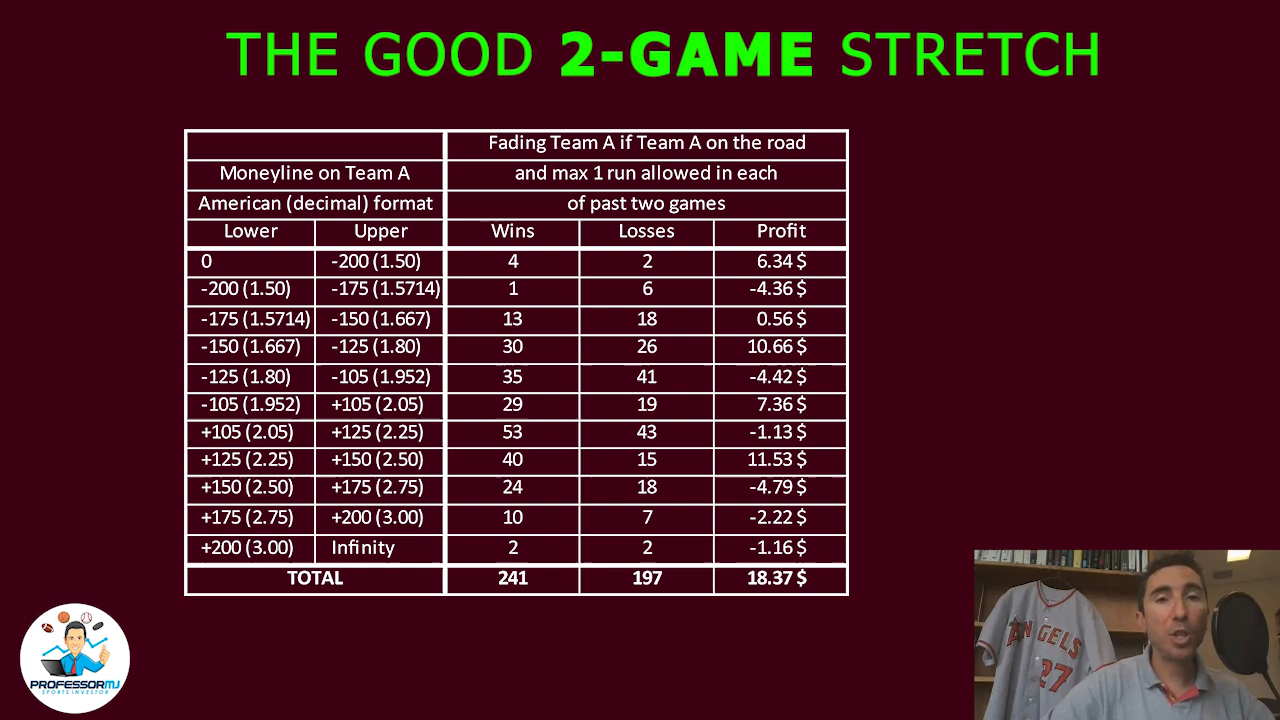 THE GOOD 2-GAME STRETCH
Fading Team A if Team A on the road
Moneyline on Team A and max 1 run allowed in each
American (decimal) format of past two games
Lower Upper Wins Losses Profit
0 -200 (1.50) 4 2 6.34 $
-200 (1.50) -175 (1.5714) 1 6 -4.36 $
-175 (1.5714) -150 (1.667) 13 18 0.56 $
-150 (1.667) -125 (1.80) 30 26 10.66 $
-125 (1.80) -105 (1.952) 35 41 -4.42 $
-105 (1.952) +105 (2.05) 29 19 7.36 $
+105 (2.05) +125 (2.25) 53 43 -1.13 $
+125 (2.25) +150 (2.50) 40 15 11.53 $
+150 (2.50) +175 (2.75) 24 18 -4.79 $
+175 (2.75) +200 (3.00) 10 7 -2.22 $
+200 (3.00) Infinity 2 2 -1.16 $
TOTAL 241 197 18.37 $
ANGELS
27
PROFESSORMJ
SPORTS INVESTOR